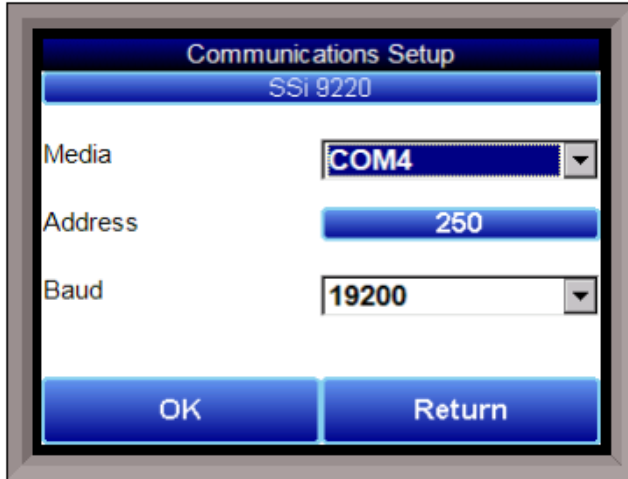 Communications Setup
SSi 9220
Media COM4
Address 250
Baud 19200
OK Return